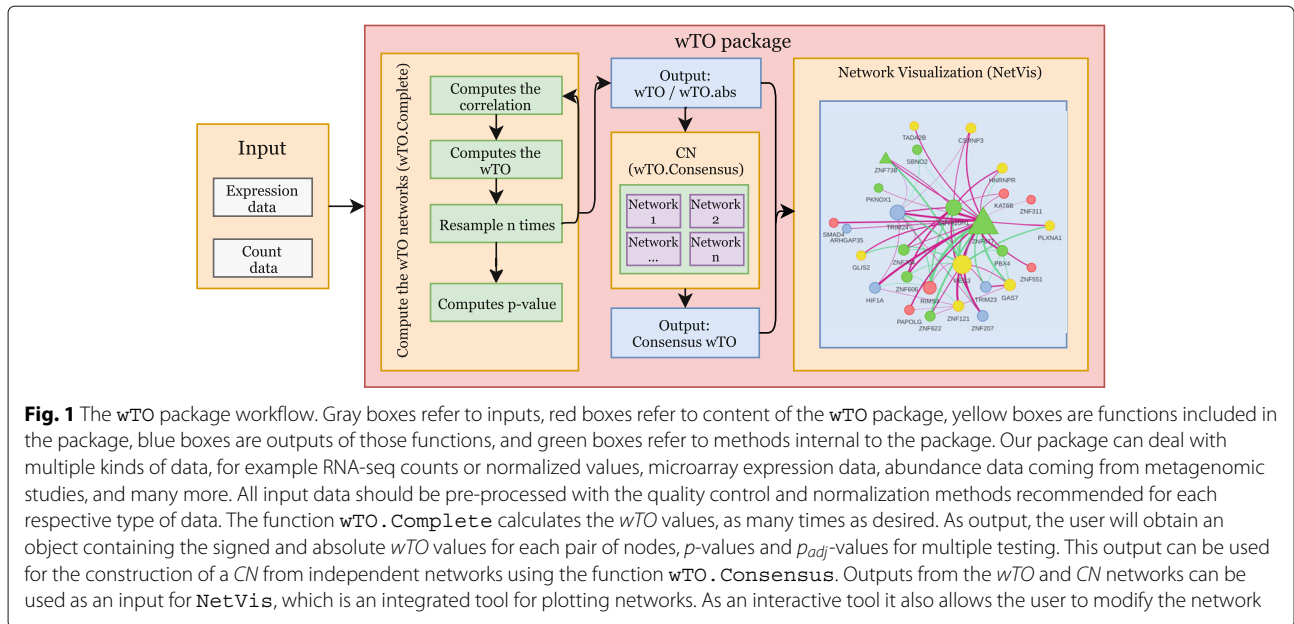 wTO package
Input
Expression
data
Count
data
Compute the wTO networks (wTO.Complete)
Computes the
correlation
Computes the
wTO
Resample n times
Computes p-value
Output:
wTO / wTO.abs
CN
(wTO.Consensus)
Network
1
Network
2
Network
...
Network
n
Output:
Consensus wTO
Network Visualization (NetVis)
TADA2B
CSRNP3
SBNO2
ZNF738
HNRNPR
PKNOX1
KAT6B
ZNF311
TRIM24
SMAD4
ARHGAP35
PLXNA1
PBX4
GLIS2
ZNF551
ZNF606
HIF1A
TRIM23
GAS7
PAPOLG
ZNF121
ZNF622
ZNF207
Fig. 1 The wTO package workflow. Gray boxes refer to inputs, red boxes refer to content of the wTO package, yellow boxes are functions included in
the package, blue boxes are outputs of those functions, and green boxes refer to methods internal to the package. Our package can deal with
multiple kinds of data, for example RNA-seq counts or normalized values, microarray expression data, abundance data coming from metagenomic
studies, and many more. All input data should be pre-processed with the quality control and normalization methods recommended for each
respective type of data. The function wTO.Complete calculates the wTO values, as many times as desired. As output, the user will obtain an
object containing the signed and absolute wTO values for each pair of nodes, p-values and padj-values for multiple testing. This output can be used
for the construction of a CN from independent networks using the function wTO.Consensus. Outputs from the wTO and CN networks can be
used as an input for NetVis, which is an integrated tool for plotting networks. As an interactive tool it also allows the user to modify the network